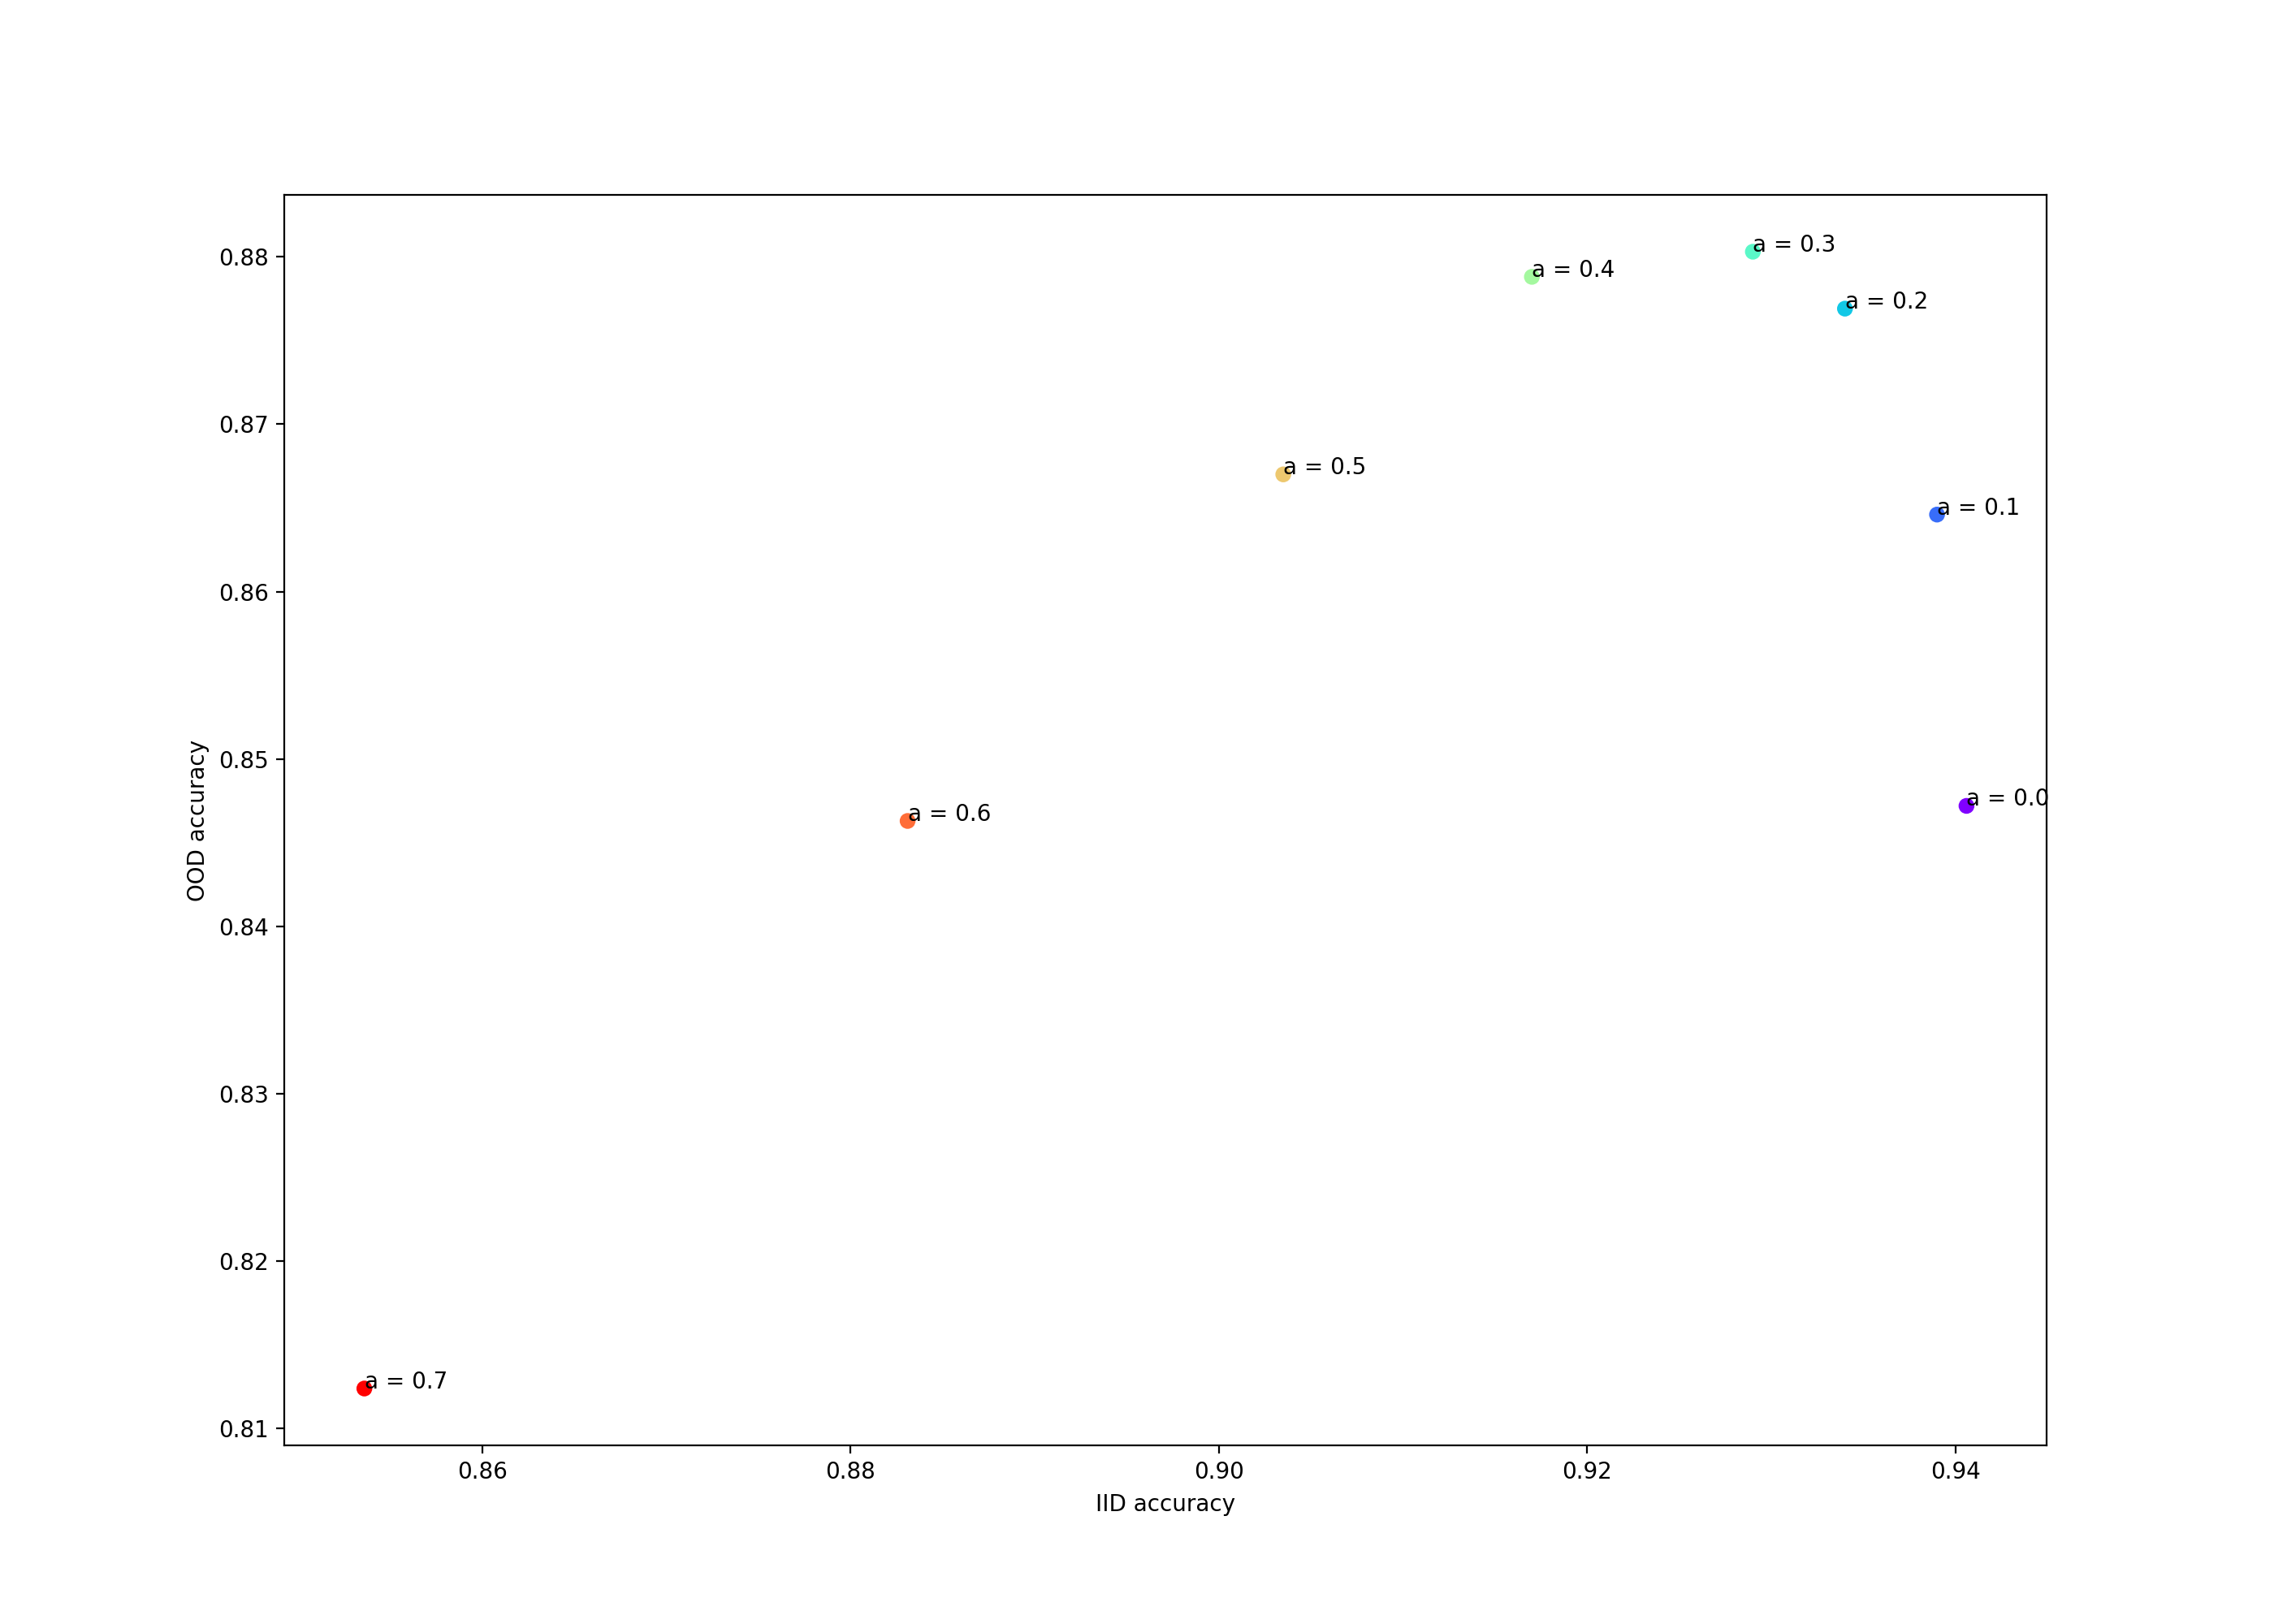 0.88
0.87
0.86
0.85
0.84
0.83
0.82
0.81
OOD accuracy
a = 0.3
a = 0.4
a = 0.2
a = 0.5
a = 0.1
a = 0.0
a = 0.6
a = 0.7
0.86 0.88 0.90 0.92 0.94
IID accuracy